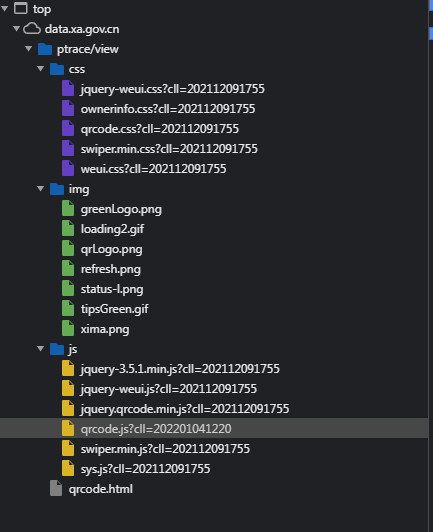 top
data.xa.gov.cn
ptrace/view
css
jquery-weui.css?cll=202112091755
ownerinfo.css?cll=202112091755
qrcode.css?cll=202112091755
swiper.min.css?cll=202112091755
weui.css?cll=202112091755
img
greenLogo.png
loading2.gif
qrLogo.png
refresh.png
status-l.png
tipsGreen.gif
xima.png
js
jquery-3.5.1.min.js?cll=202112091755
jquery-weui.js?cll=202112091755
jquery.qrcode.min.js?cll=202112091755
qrcode.js?cll=202201041220
swiper.min.js?cll=202112091755
sys.js?cll=202112091755
qrcode.html